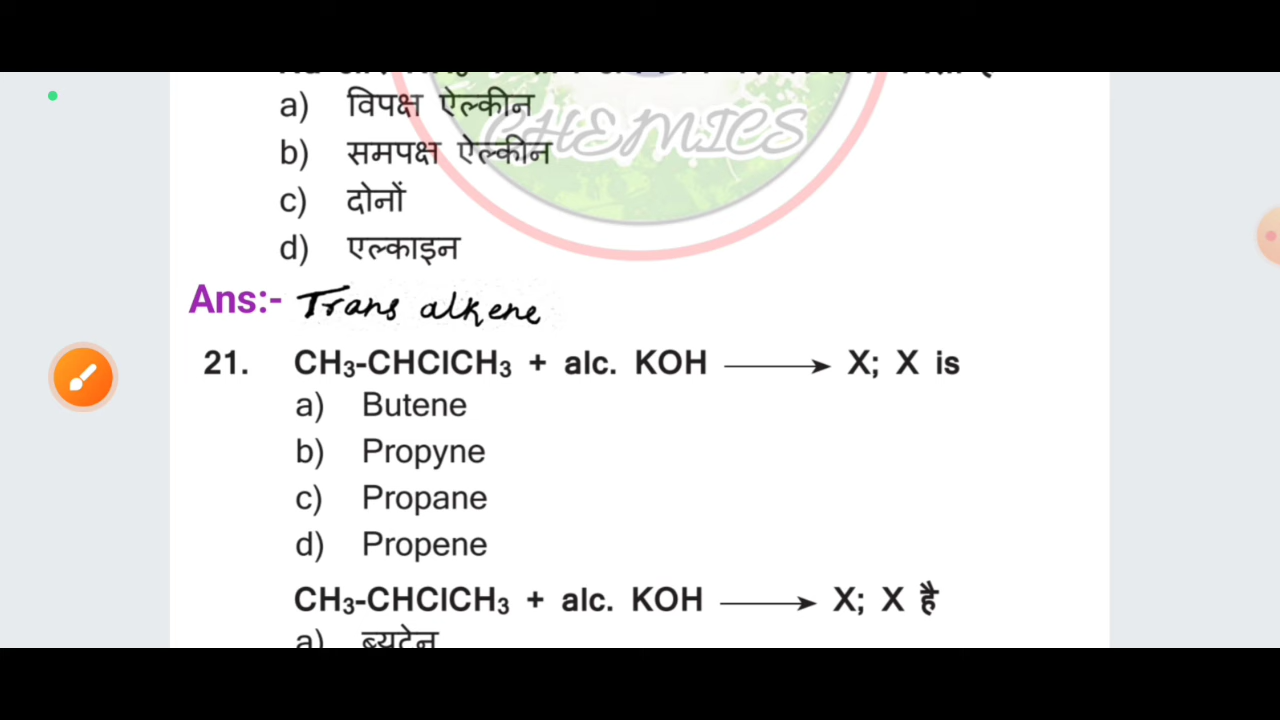 CHEMICS
a) विपक्ष ऐल्कीन
b) समपक्ष ऐल्कीन
c) दोनों
d) एल्काइन
Ans:- Trans alkene
21. CH₃-CHClCH₃ + alc. KOH ⟶ X; X is
a) Butene
b) Propyne
c) Propane
d) Propene
CH₃-CHClCH₃ + alc. KOH ⟶ X; X है
a) ब्यूटेन